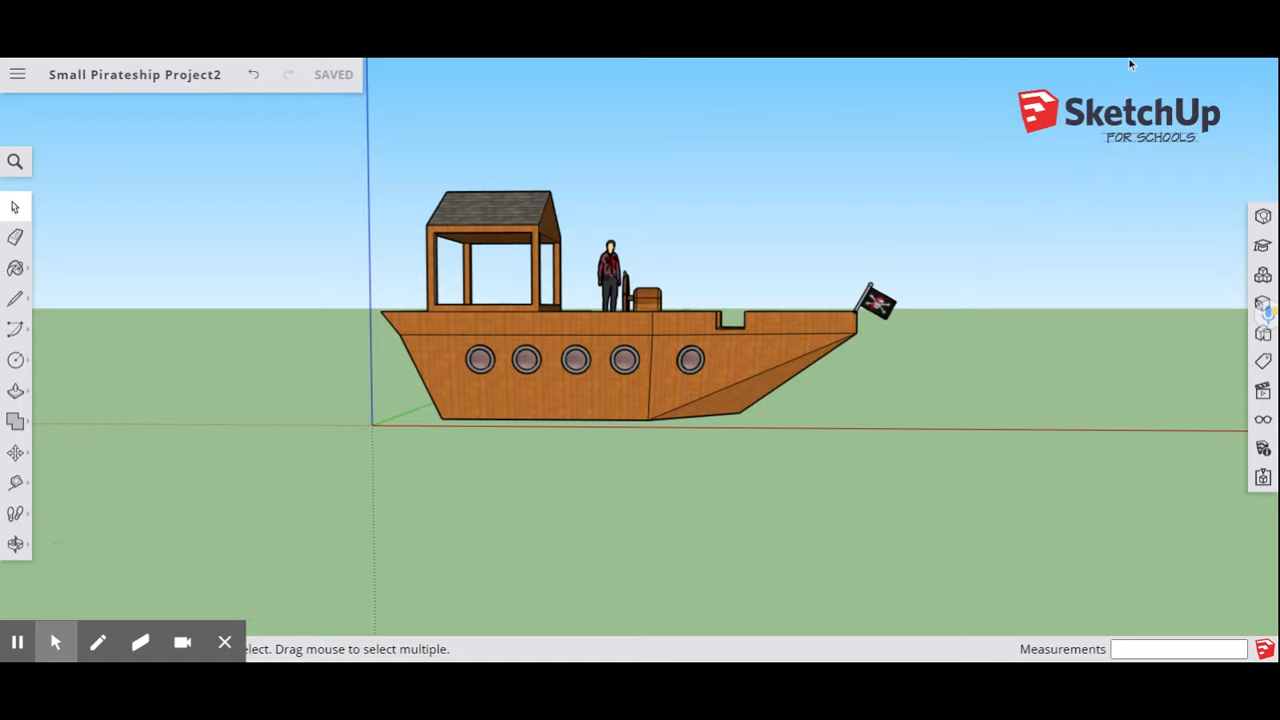 Small Pirateship Project2
SAVED
SketchUp
FOR SCHOOLS
elect. Drag mouse to select multiple.
Measurements